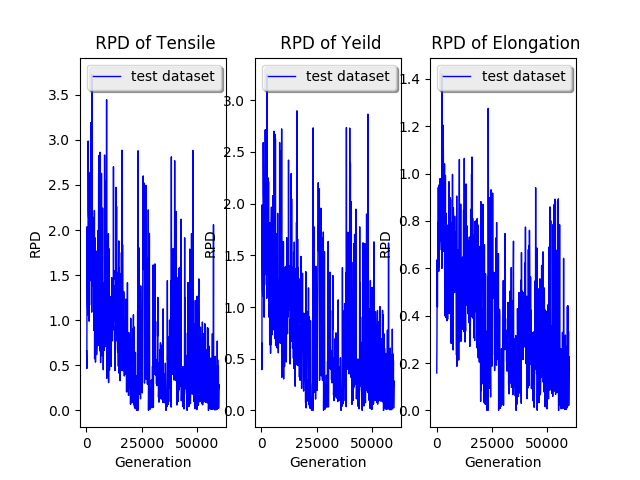 RPD of Tensile
test dataset
RPD
3.5
3.0
2.5
2.0
1.5
1.0
0.5
0.0
0 25000 50000
Generation
RPD of Yeild
test dataset
RPD
3.0
2.5
2.0
1.5
1.0
0.5
0.0
0 25000 50000
Generation
RPD of Elongation
test dataset
RPD
1.4
1.2
1.0
0.8
0.6
0.4
0.2
0.0
0 25000 50000
Generation